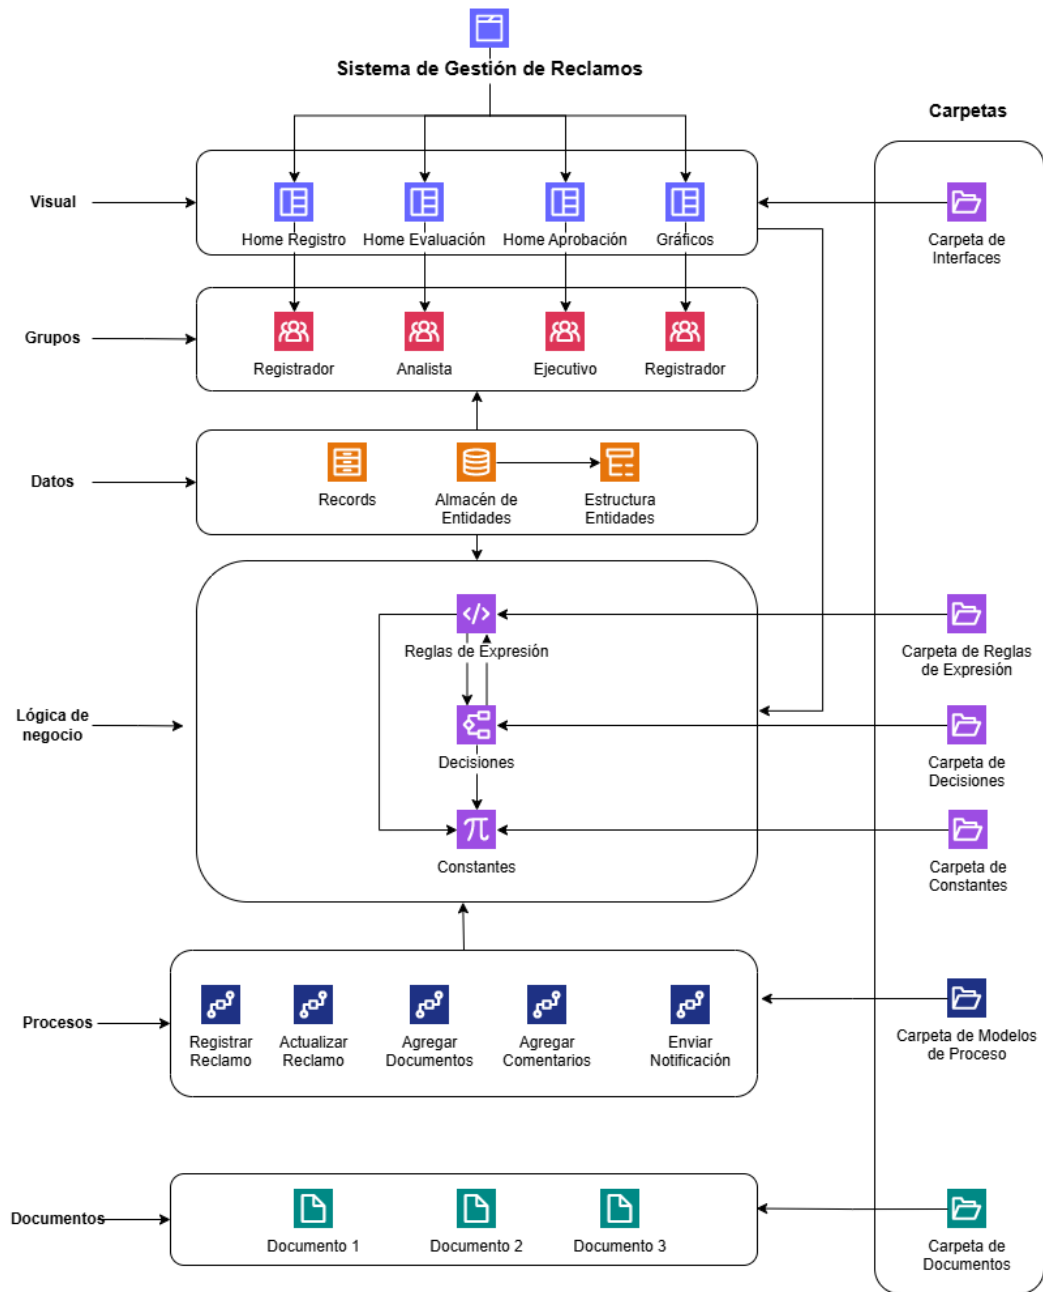 Sistema de Gestión de Reclamos
Carpetas
Visual
Home Registro
Home Evaluación
Home Aprobación
Gráficos
Carpeta de
Interfaces
Grupos
Registrador
Analista
Ejecutivo
Registrador
Datos
Records
Almacén de
Entidades
Estructura
Entidades
Lógica de
negocio
</>
Reglas de Expresión
Carpeta de Reglas
de Expresión
Decisiones
Carpeta de
Decisiones
π
Constantes
Carpeta de
Constantes
Procesos
Registrar
Reclamo
Actualizar
Reclamo
Agregar
Documentos
Agregar
Comentarios
Enviar
Notificación
Carpeta de Modelos
de Proceso
Documentos
Documento 1
Documento 2
Documento 3
Carpeta de
Documentos